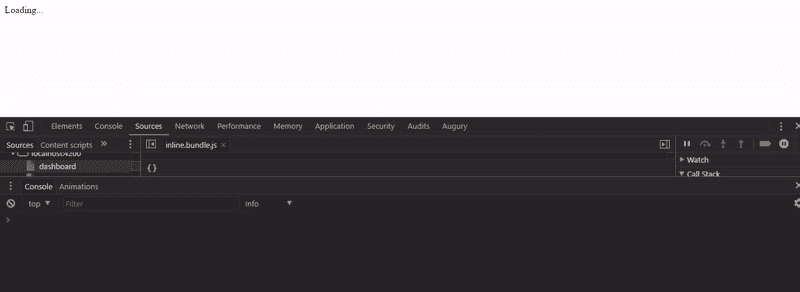 Loading...
Elements Console Sources Network Performance Memory Application Security Audits Augury
Sources Content scripts » inline.bundle.js ×
localhost:4200
Watch
dashboard
{}
Call Stack
Console Animations
top Filter Info